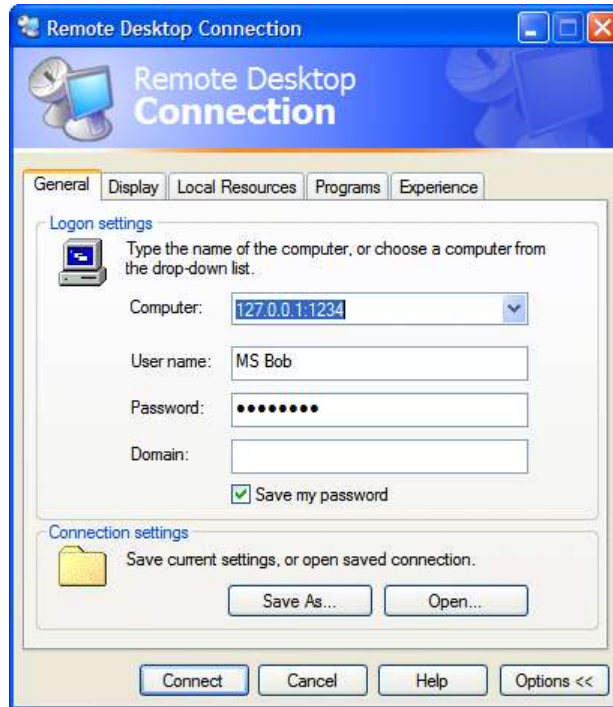 Remote Desktop Connection
Remote Desktop
Connection
General Display Local Resources Programs Experience
Logon settings
Type the name of the computer, or choose a computer from
the drop-down list.
Computer: 127.0.0.1:1234
User name: MS Bob
Password: ●●●●●●●●
Domain:
Save my password
Connection settings
Save current settings, or open saved connection.
Save As... Open...
Connect Cancel Help Options <<